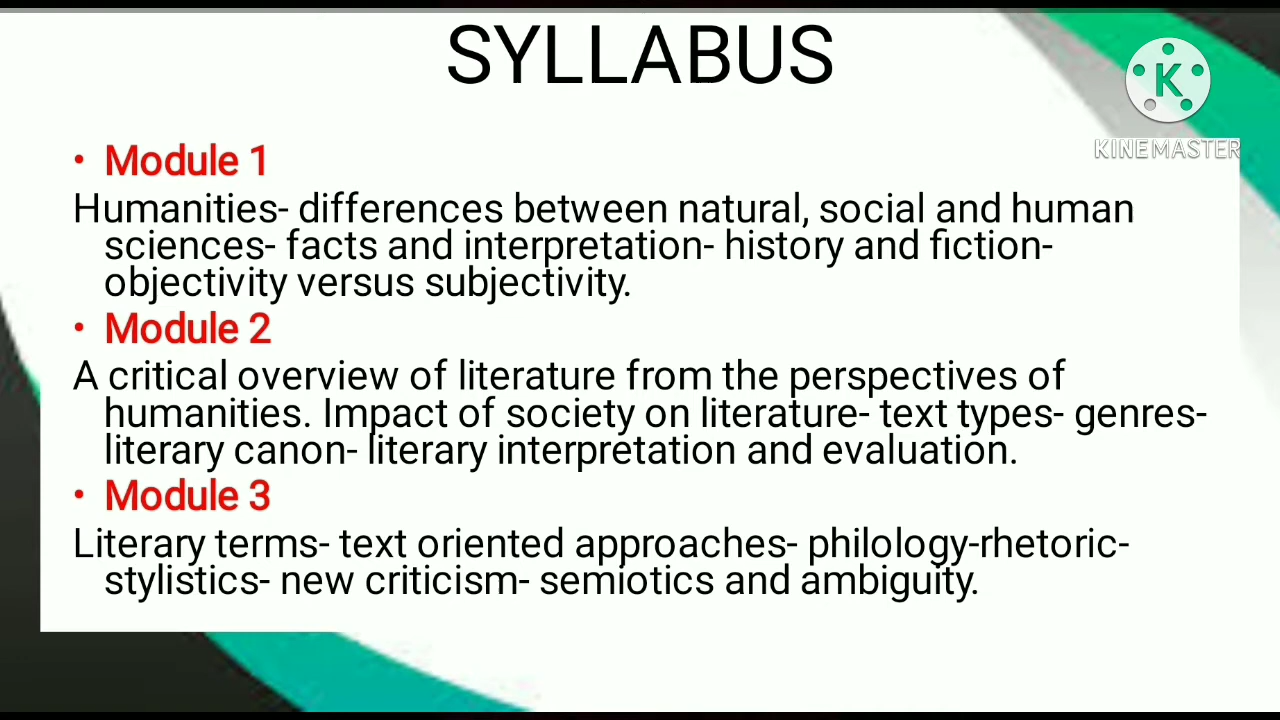 SYLLABUS
K
KINEMASTER
• Module 1
Humanities- differences between natural, social and human
sciences- facts and interpretation- history and fiction-
objectivity versus subjectivity.
• Module 2
A critical overview of literature from the perspectives of
humanities. Impact of society on literature- text types- genres-
literary canon- literary interpretation and evaluation.
• Module 3
Literary terms- text oriented approaches- philology-rhetoric-
stylistics- new criticism- semiotics and ambiguity.